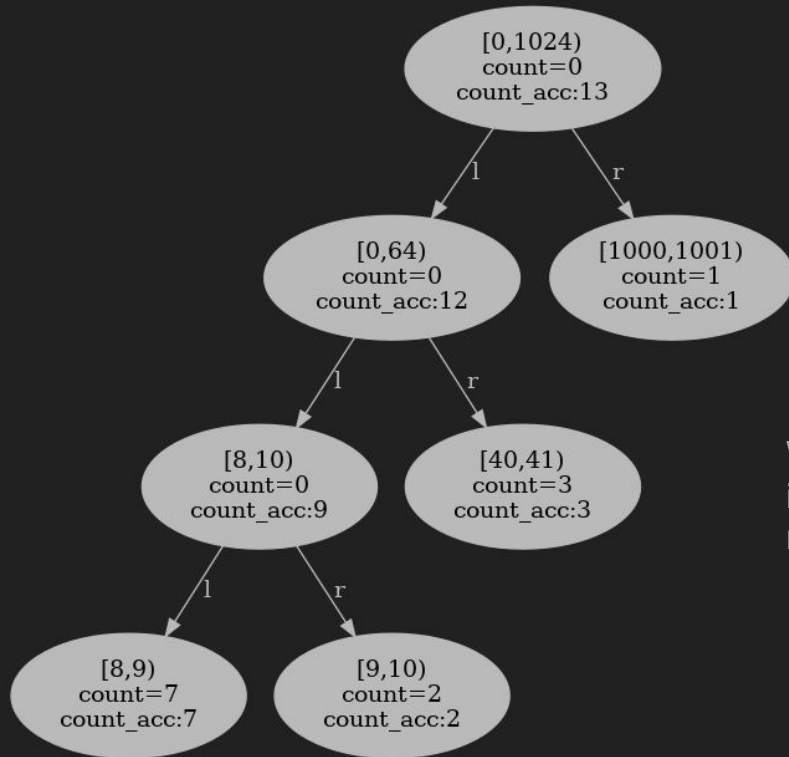 [0,1024)
count=0
count_acc:13
l
r
[0,64)
count=0
count_acc:12
[1000,1001)
count=1
count_acc:1
l
r
[8,10)
count=0
count_acc:9
[40,41)
count=3
count_acc:3
l
r
[8,9)
count=7
count_acc:7
[9,10)
count=2
count_acc:2